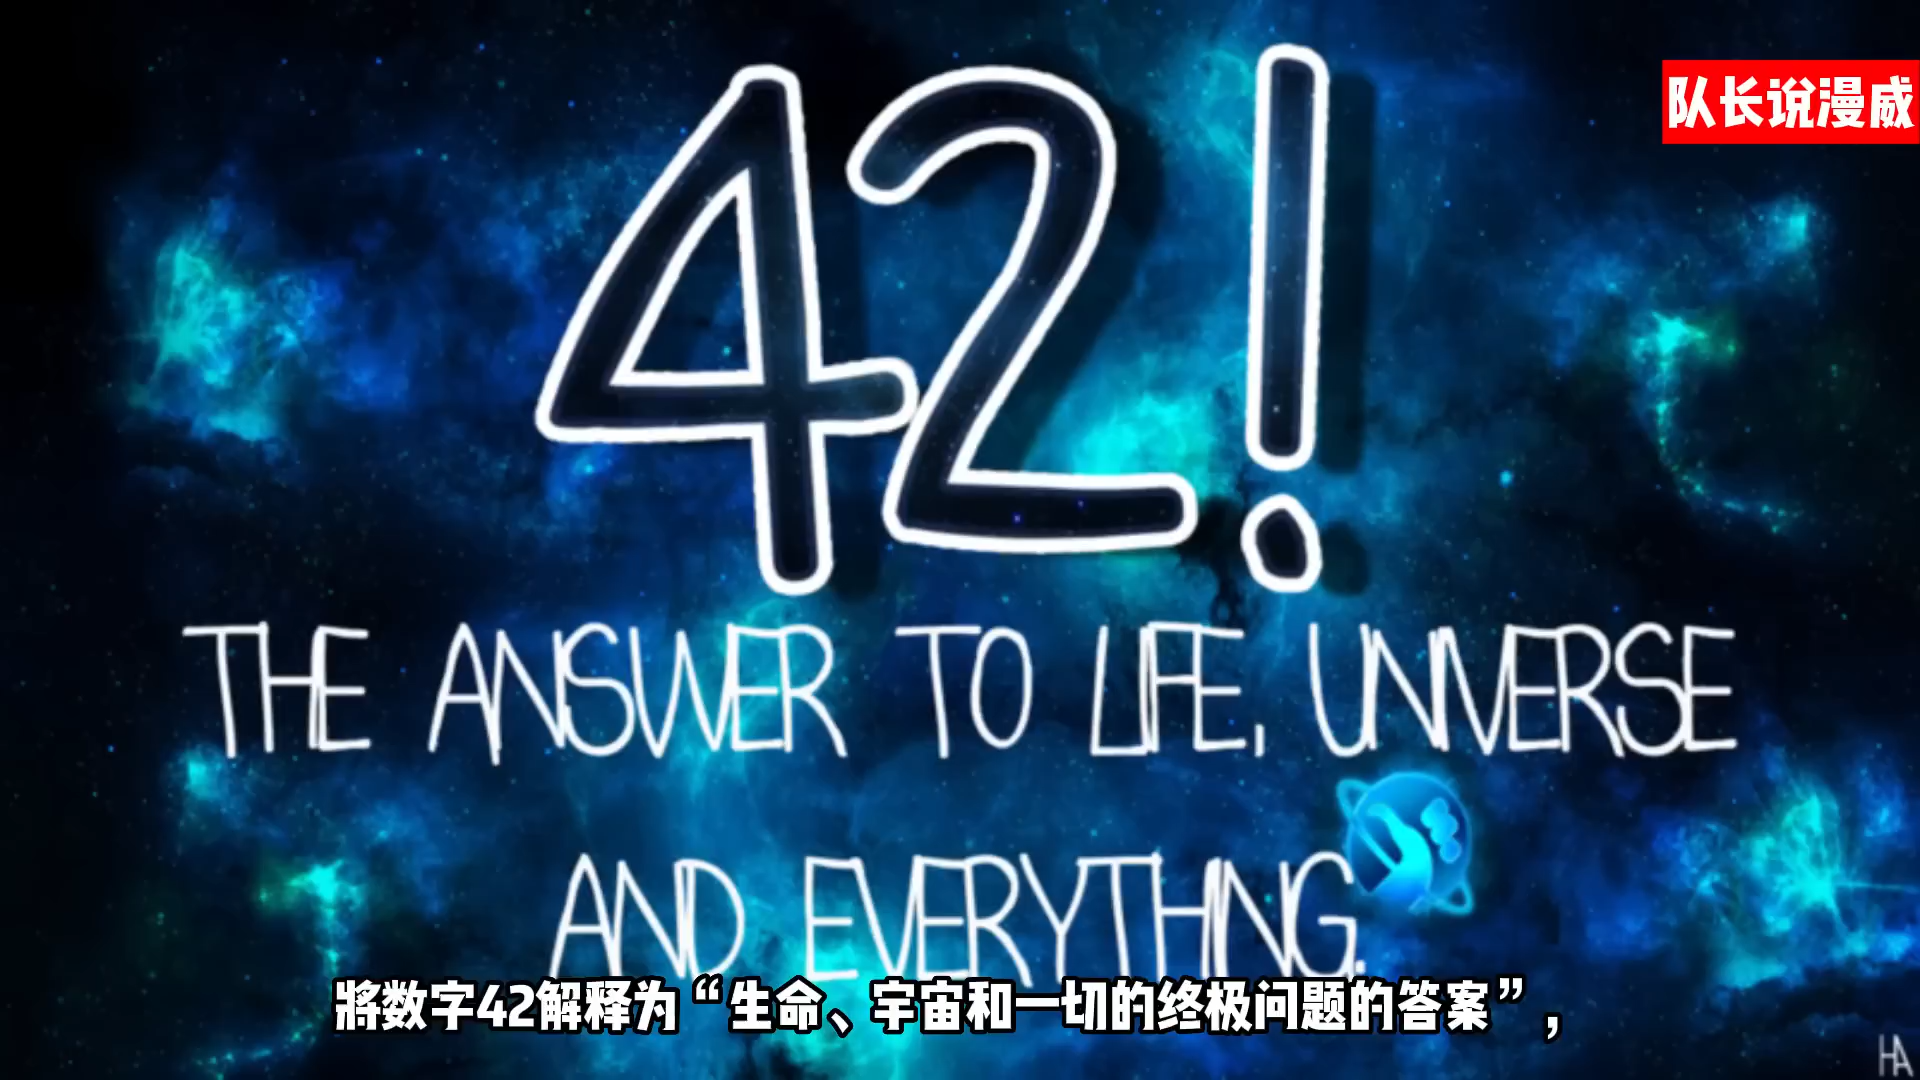 队长说漫威
42!
THE ANSWER TO LIFE, UNIVERSE
AND EVERYTHING.
將数字42解释为“生命、宇宙和一切的终极问题的答案”，
HA